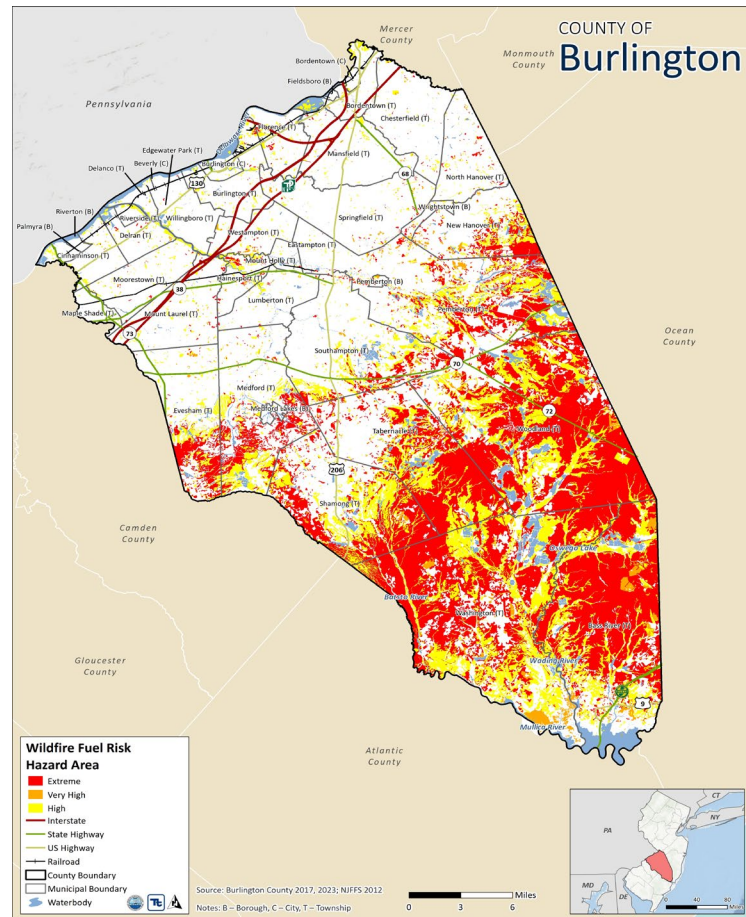 COUNTY OF
Burlington
Mercer
County
Monmouth
County
Bordentown (C)
Fieldsboro (B)
Pennsylvania
Bordentown (T)
Chesterfield (T)
Florence (T)
Edgewater Park (T)
Mansfield (T)
Beverly (C)
Burlington (C)
Delanco (T)
130
68
North Hanover (T)
Burlington (T)
Riverton (B)
Wrightstown (B)
Palmyra (B)
Riverside (T)
Willingboro (T)
Springfield (T)
New Hanover (T)
Delran (T)
Westampton (T)
Eastampton (T)
Cinnaminson (T)
Mount Holly (T)
Moorestown (T)
Hainesport (T)
Pemberton (B)
38
Lumberton (T)
Pemberton (T)
Maple Shade (T)
Mount Laurel (T)
Ocean
County
73
Southampton (T)
70
Medford (T)
Evesham (T)
Medford Lakes (B)
72
Tabernacle (T)
Woodland (T)
206
Shamong (T)
Camden
County
Oswego Lake
Batsto River
Washington (T)
Bass River (T)
Gloucester
County
Wading River
9
Mullica River
Atlantic
County
Wildfire Fuel Risk
Hazard Area
Extreme
Very High
High
Interstate
State Highway
US Highway
Railroad
County Boundary
Municipal Boundary
Waterbody
Source: Burlington County 2017, 2023; NJFFS 2012
Notes: B – Borough, C – City, T – Township
Miles
0 3 6
PA
CT
NY
NJ
MD
DE
Miles
0 20 40 80